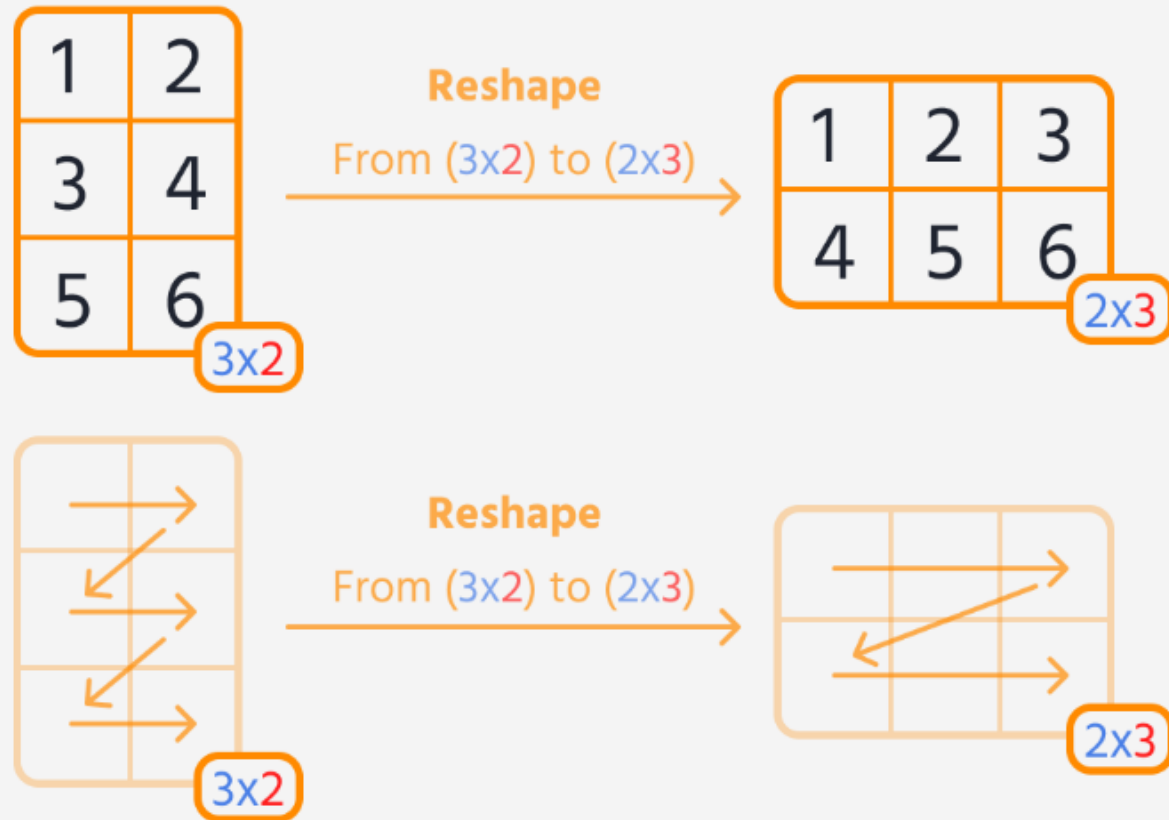 1 2
3 4
5 6
3x2
Reshape
From (3x2) to (2x3)
1 2 3
4 5 6
2x3
Reshape
From (3x2) to (2x3)
3x2
2x3